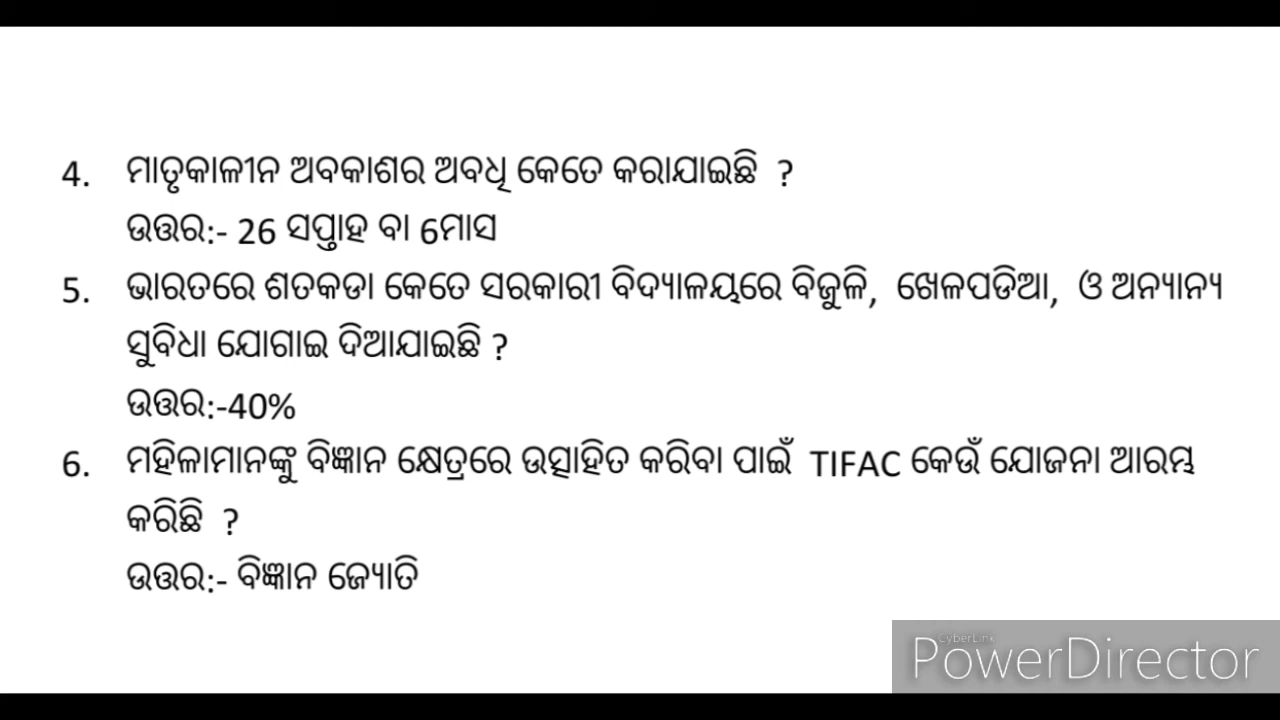 4. ମାତୃକାଳୀନ ଅବକାଶର ଅବଧି କେତେ କରାଯାଇଛି ?
ଉତ୍ତର:- 26 ସପ୍ତାହ ବା 6ମାସ
5. ଭାରତରେ ଶତକଡା କେତେ ସରକାରୀ ବିଦ୍ୟାଳୟରେ ବିଜୁଳି, ଖେଳପଡିଆ, ଓ ଅନ୍ୟାନ୍ୟ
ସୁବିଧା ଯୋଗାଇ ଦିଆଯାଇଛି ?
ଉତ୍ତର:-40%
6. ମହିଳାମାନଙ୍କୁ ବିଜ୍ଞାନ କ୍ଷେତ୍ରରେ ଉତ୍ସାହିତ କରିବା ପାଇଁ TIFAC କେଉଁ ଯୋଜନା ଆରମ୍ଭ
କରିଛି ?
ଉତ୍ତର:- ବିଜ୍ଞାନ ଜ୍ୟୋତି
CyberLink
PowerDirector